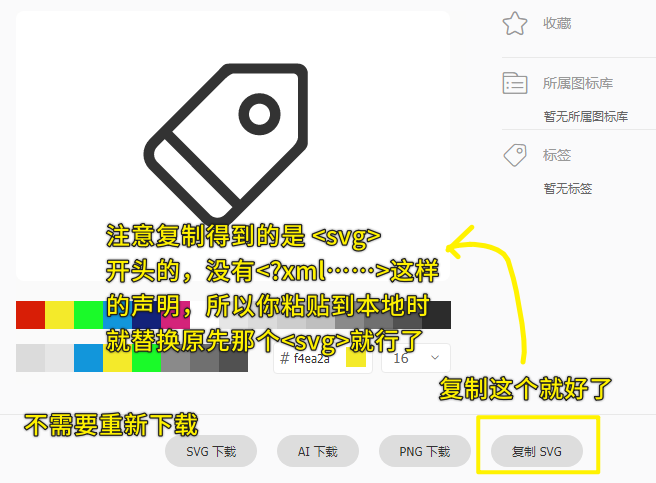 收藏
所属图标库
暂无所属图标库
标签
暂无标签
注意复制得到的是 <svg>
开头的，没有<?xml……>这样
的声明，所以你粘贴到本地时
就替换原先那个<svg>就行了
# f4ea2a
16
复制这个就好了
不需要重新下载
SVG 下载
AI 下载
PNG 下载
复制 SVG